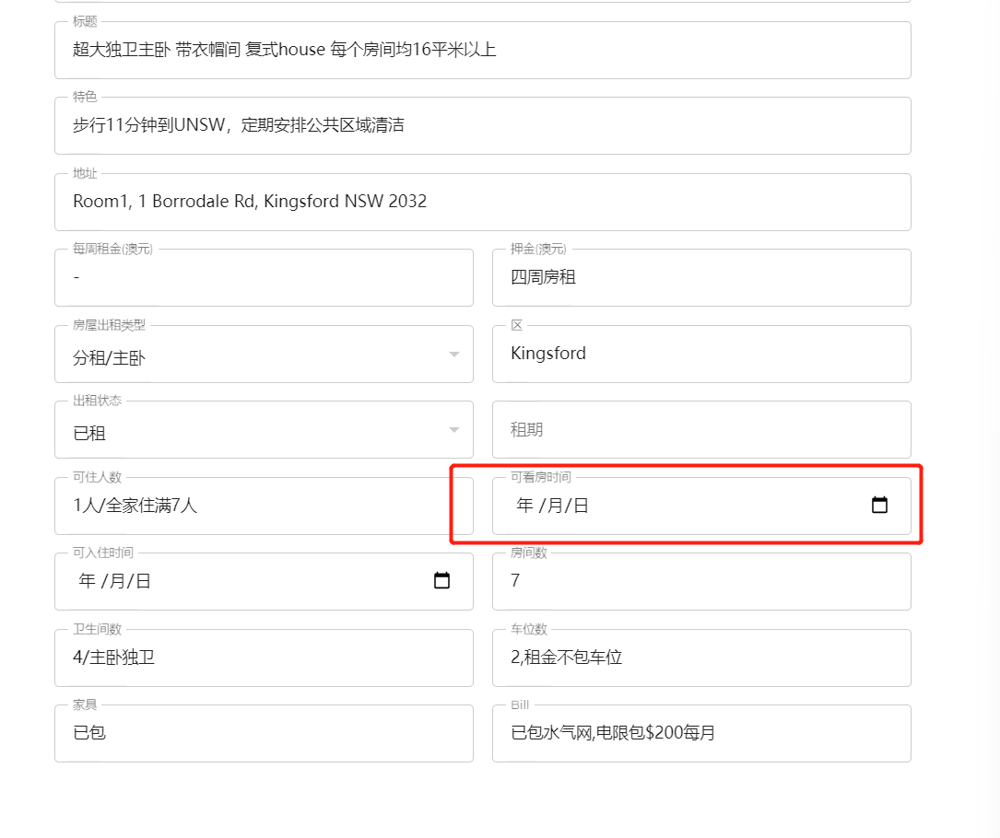 标题
超大独卫主卧 带衣帽间 复式house 每个房间均16平米以上
特色
步行11分钟到UNSW，定期安排公共区域清洁
地址
Room1, 1 Borrodale Rd, Kingsford NSW 2032
每周租金(澳元)
-
押金(澳元)
四周房租
房屋出租类型
分租/主卧
区
Kingsford
出租状态
已租
租期
可住人数
1人/全家住满7人
可看房时间
年 /月/日
可入住时间
年 /月/日
房间数
7
卫生间数
4/主卧独卫
车位数
2,租金不包车位
家具
已包
Bill
已包水气网,电限包$200每月